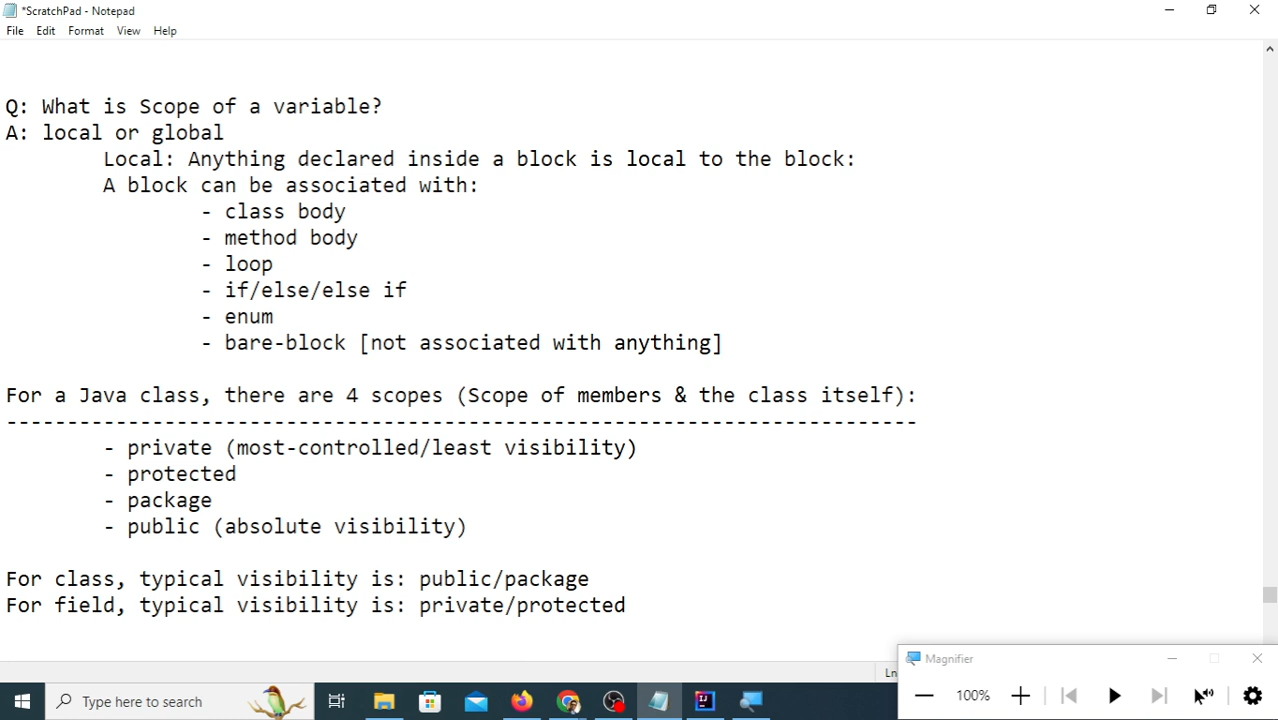 *ScratchPad - Notepad
File Edit Format View Help
Q: What is Scope of a variable?
A: local or global
Local: Anything declared inside a block is local to the block:
A block can be associated with:
- class body
- method body
- loop
- if/else/else if
- enum
- bare-block [not associated with anything]
For a Java class, there are 4 scopes (Scope of members & the class itself):
---------------------------------------------------------------------------
- private (most-controlled/least visibility)
- protected
- package
- public (absolute visibility)
For class, typical visibility is: public/package
For field, typical visibility is: private/protected
Ln
Magnifier
100%
Type here to search